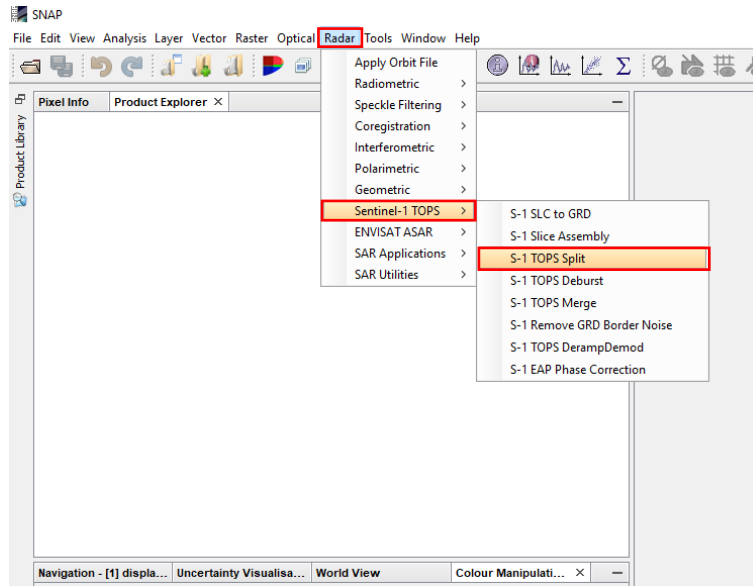 SNAP
File Edit View Analysis Layer Vector Raster Optical Radar Tools Window Help
Pixel Info Product Explorer ×
Product Library
Apply Orbit File
Radiometric >
Speckle Filtering >
Coregistration >
Interferometric >
Polarimetric >
Geometric >
Sentinel-1 TOPS >
ENVISAT ASAR >
SAR Applications >
SAR Utilities >
S-1 SLC to GRD
S-1 Slice Assembly
S-1 TOPS Split
S-1 TOPS Deburst
S-1 TOPS Merge
S-1 Remove GRD Border Noise
S-1 TOPS DerampDemod
S-1 EAP Phase Correction
Navigation - [1] displa... Uncertainty Visualisa... World View Colour Manipulati... ×